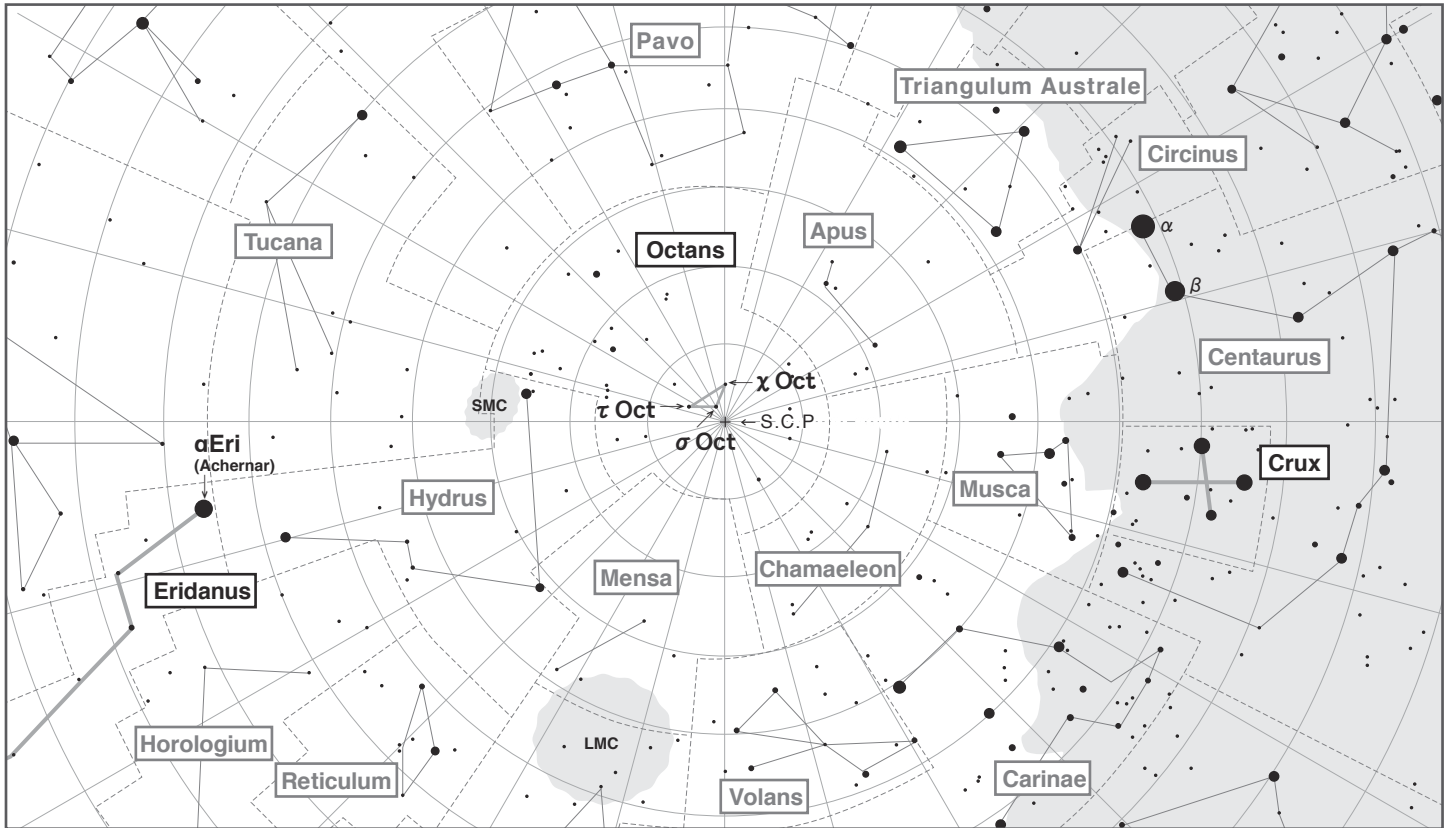 Pavo
Triangulum Australe
Circinus
α
Tucana
Octans
Apus
β
Centaurus
χ Oct
τ Oct
SMC
S.C.P
σ Oct
αEri
(Achernar)
Crux
Hydrus
Musca
Mensa
Chamaeleon
Eridanus
Horologium
LMC
Reticulum
Volans
Carinae